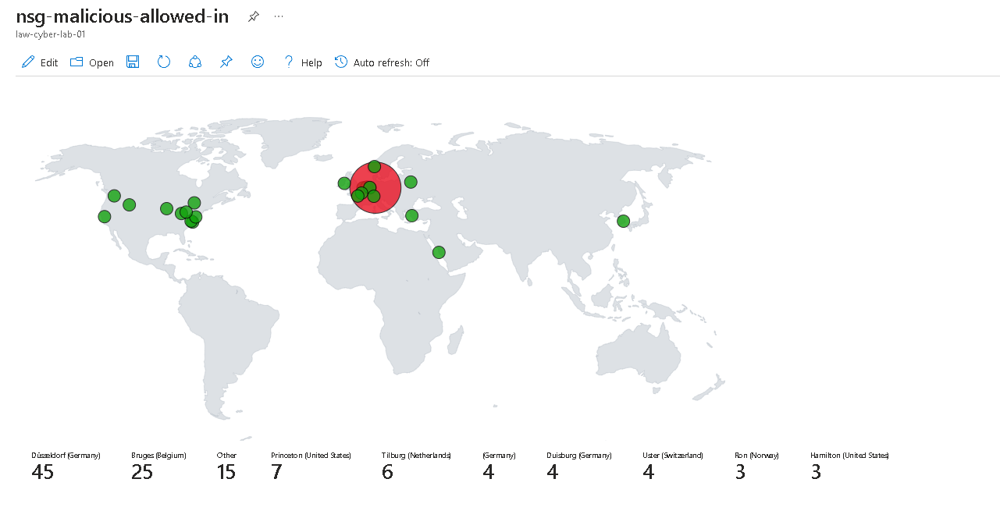 nsg-malicious-allowed-in
law-cyber-lab-01
Edit Open Help Auto refresh: Off
Düsseldorf (Germany) Bruges (Belgium) Other Princeton (United States) Tilburg (Netherlands) (Germany) Duisburg (Germany) Uster (Switzerland) Ron (Norway) Hamilton (United States)
45 25 15 7 6 4 4 4 3 3